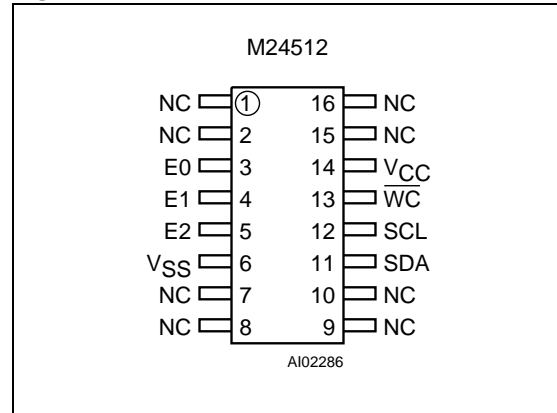 M24512
NC 1 16 NC
NC 2 15 NC
E0 3 14 VCC
E1 4 13 W̅C̅
E2 5 12 SCL
VSS 6 11 SDA
NC 7 10 NC
NC 8 9 NC
AI02286